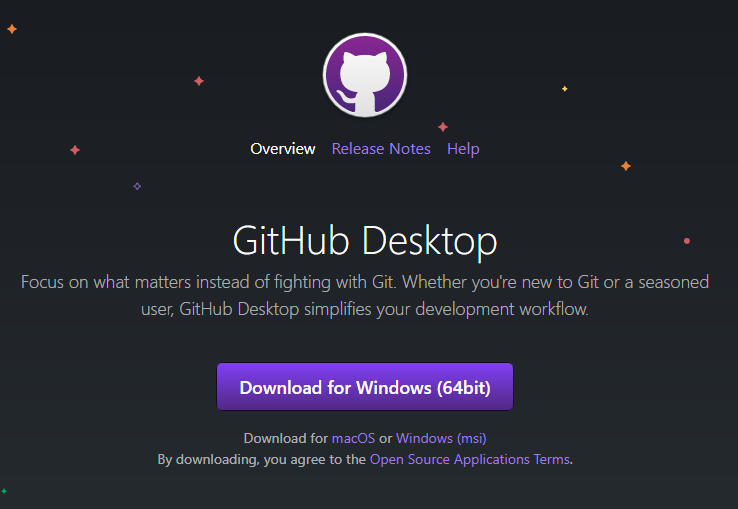 Overview Release Notes Help
GitHub Desktop
Focus on what matters instead of fighting with Git. Whether you're new to Git or a seasoned
user, GitHub Desktop simplifies your development workflow.
Download for Windows (64bit)
Download for macOS or Windows (msi)
By downloading, you agree to the Open Source Applications Terms.